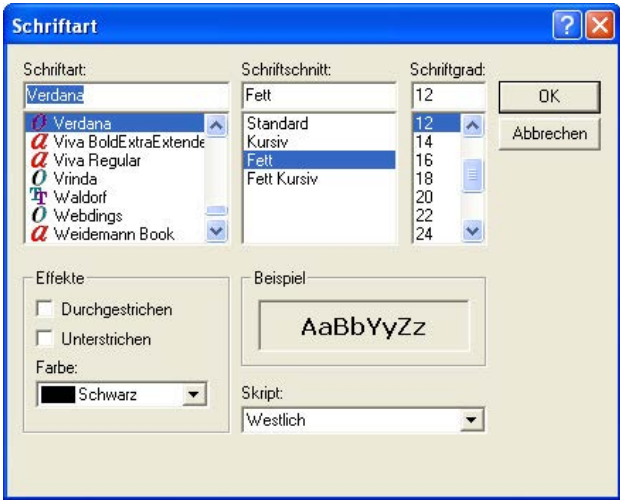 Schriftart
Schriftart:
Verdana
Verdana
Viva BoldExtraExtende
Viva Regular
Vrinda
Waldorf
Webdings
Weidemann Book
Schriftschnitt:
Fett
Standard
Kursiv
Fett
Fett Kursiv
Schriftgrad:
12
12
14
16
18
20
22
24
OK
Abbrechen
Effekte
Durchgestrichen
Unterstrichen
Farbe:
Schwarz
Beispiel
AaBbYyZz
Skript:
Westlich